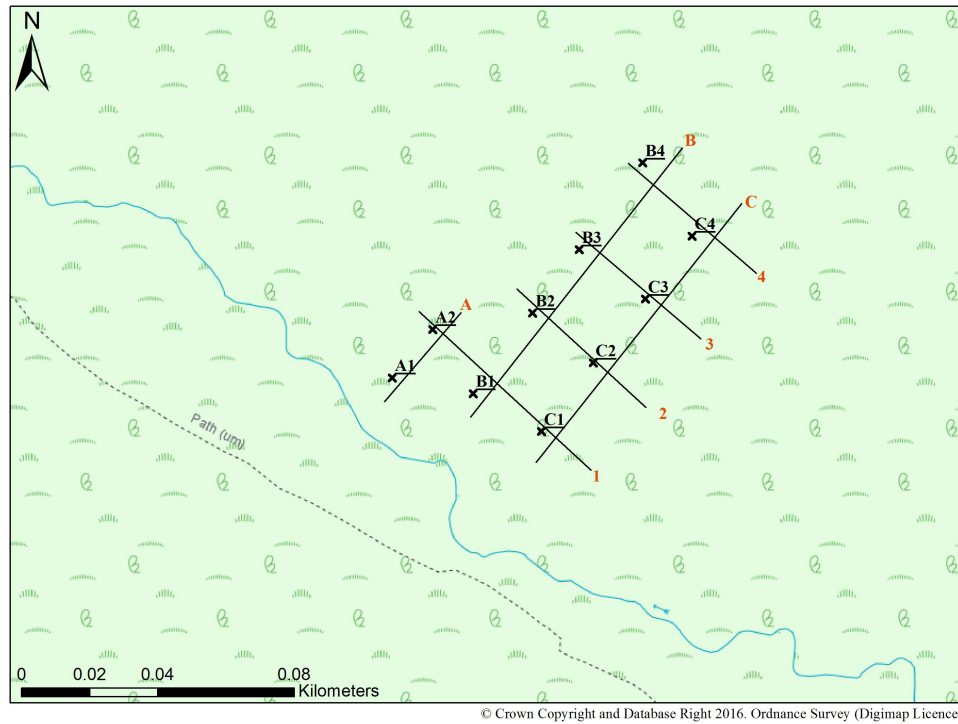 N
B4
B
C
C4
B3
4
C3
A
B2
A2
3
C2
A1
B1
2
C1
Path (um)
1
0 0.02 0.04 0.08
Kilometers
© Crown Copyright and Database Right 2016. Ordnance Survey (Digimap Licence